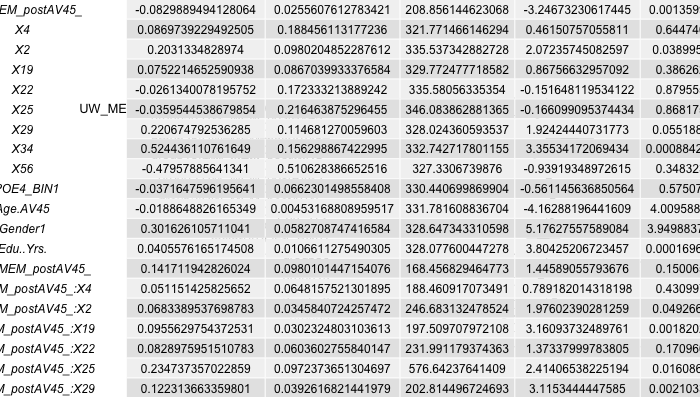 EM_postAV45_ -0.0829889494128064 0.0255607612783421 208.856144623068 -3.24673230617445 0.001359
X4 0.0869739229492505 0.188456113177236 321.771466146294 0.46150757055811 0.64474
X2 0.2031334828974 0.0980204852287612 335.537342882728 2.07235745082597 0.038995
X19 0.0752214652590938 0.0867039933376584 329.772477718582 0.86756632957092 0.38626
X22 -0.0261340078195752 0.172333213889242 335.58056335354 -0.151648119534122 0.87955
X25 UW_ME -0.0359544538679854 0.216463875296455 346.083862881365 -0.166099095374434 0.86817
X29 0.220674792536285 0.114681270059603 328.024360593537 1.92424440731773 0.055188
X34 0.524436110761649 0.156298867422995 332.742717801155 3.35534172069434 0.0008842
X56 -0.47957885641341 0.510628386652516 327.3306739876 -0.93919348972615 0.34832
POE4_BIN1 -0.0371647596195641 0.0662301498558408 330.440699869904 -0.561145636850564 0.57507
Age.AV45 -0.0188648826165349 0.00453168808959517 331.781608836704 -4.16288196441609 4.009588
Gender1 0.301626105711041 0.0582708747416584 328.647343310598 5.17627557589084 3.9498837
Edu..Yrs. 0.0405576165174508 0.0106611275490305 328.077600447278 3.80425206723457 0.0001696
MEM_postAV45_ 0.141711942826024 0.0980101447154076 168.456829464773 1.44589055793676 0.15006
M_postAV45_:X4 0.051151425825652 0.0648157521301895 188.460917073491 0.789182014318198 0.43099
M_postAV45_:X2 0.0683389537698783 0.0345840724257472 246.683132478524 1.97602390281259 0.049266
M_postAV45_:X19 0.0955629754372531 0.0302324803103613 197.509707972108 3.16093732489761 0.001820
M_postAV45_:X22 0.0828975951510783 0.0603602755840147 231.991179374363 1.37337999783805 0.17096
M_postAV45_:X25 0.234737357022859 0.0972373651304697 576.64237641409 2.41406538225194 0.016086
M_postAV45_:X29 0.122313663359801 0.0392616821441979 202.814496724693 3.1153444447585 0.002103